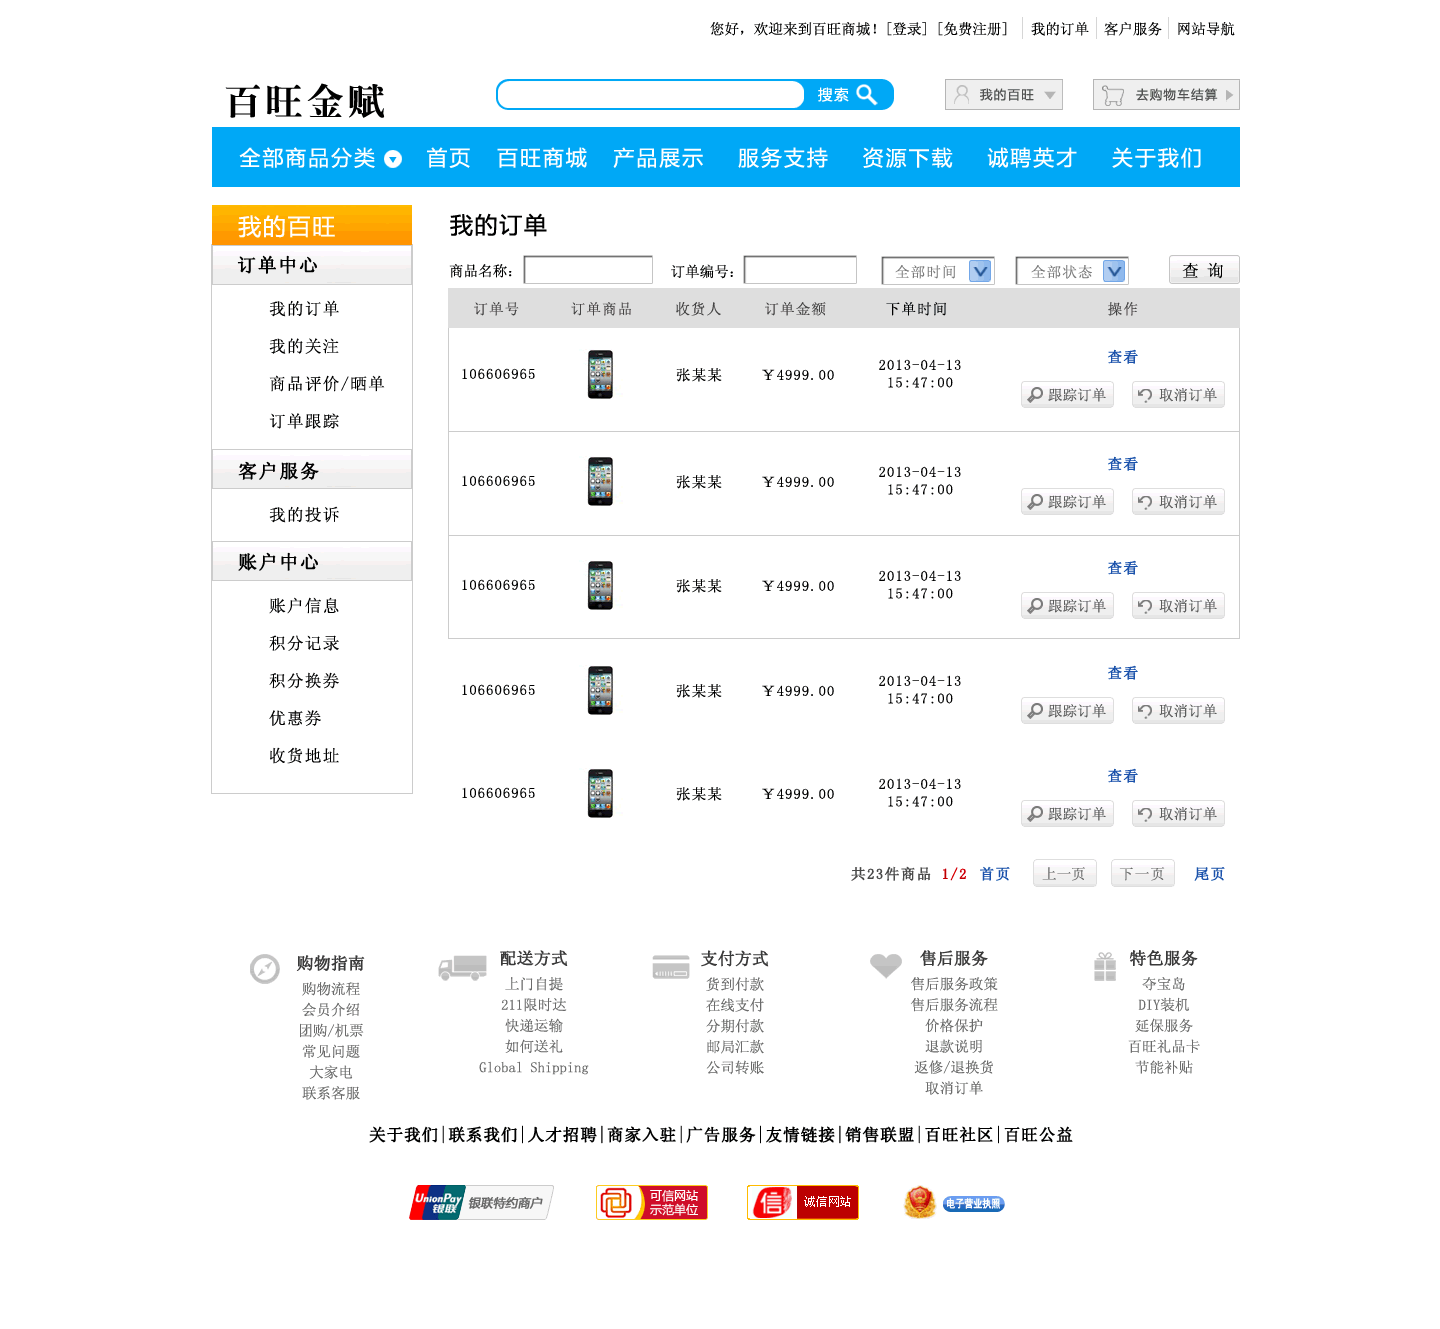 您好，欢迎来到百旺商城！[登录] [免费注册] 我的订单 客户服务 网站导航
百旺金赋 搜索 我的百旺 去购物车结算
全部商品分类 首页 百旺商城 产品展示 服务支持 资源下载 诚聘英才 关于我们
我的百旺
订单中心
我的订单
我的关注
商品评价/晒单
订单跟踪
客户服务
我的投诉
账户中心
账户信息
积分记录
积分换券
优惠券
收货地址
我的订单
商品名称： 订单编号： 全部时间 全部状态 查 询
订单号 订单商品 收货人 订单金额 下单时间 操作
106606965 张某某 ￥4999.00 2013-04-13 15:47:00 查看
跟踪订单 取消订单
106606965 张某某 ￥4999.00 2013-04-13 15:47:00 查看
跟踪订单 取消订单
106606965 张某某 ￥4999.00 2013-04-13 15:47:00 查看
跟踪订单 取消订单
106606965 张某某 ￥4999.00 2013-04-13 15:47:00 查看
跟踪订单 取消订单
106606965 张某某 ￥4999.00 2013-04-13 15:47:00 查看
跟踪订单 取消订单
共23件商品 1/2 首页 上一页 下一页 尾页
购物指南
购物流程
会员介绍
团购/机票
常见问题
大家电
联系客服
配送方式
上门自提
211限时达
快递运输
如何送礼
Global Shipping
支付方式
货到付款
在线支付
分期付款
邮局汇款
公司转账
售后服务
售后服务政策
售后服务流程
价格保护
退款说明
返修/退换货
取消订单
特色服务
夺宝岛
DIY装机
延保服务
百旺礼品卡
节能补贴
关于我们|联系我们|人才招聘|商家入驻|广告服务|友情链接|销售联盟|百旺社区|百旺公益
UnionPay 银联 银联特约商户
可信网站
示范单位
信 诚信网站
电子营业执照